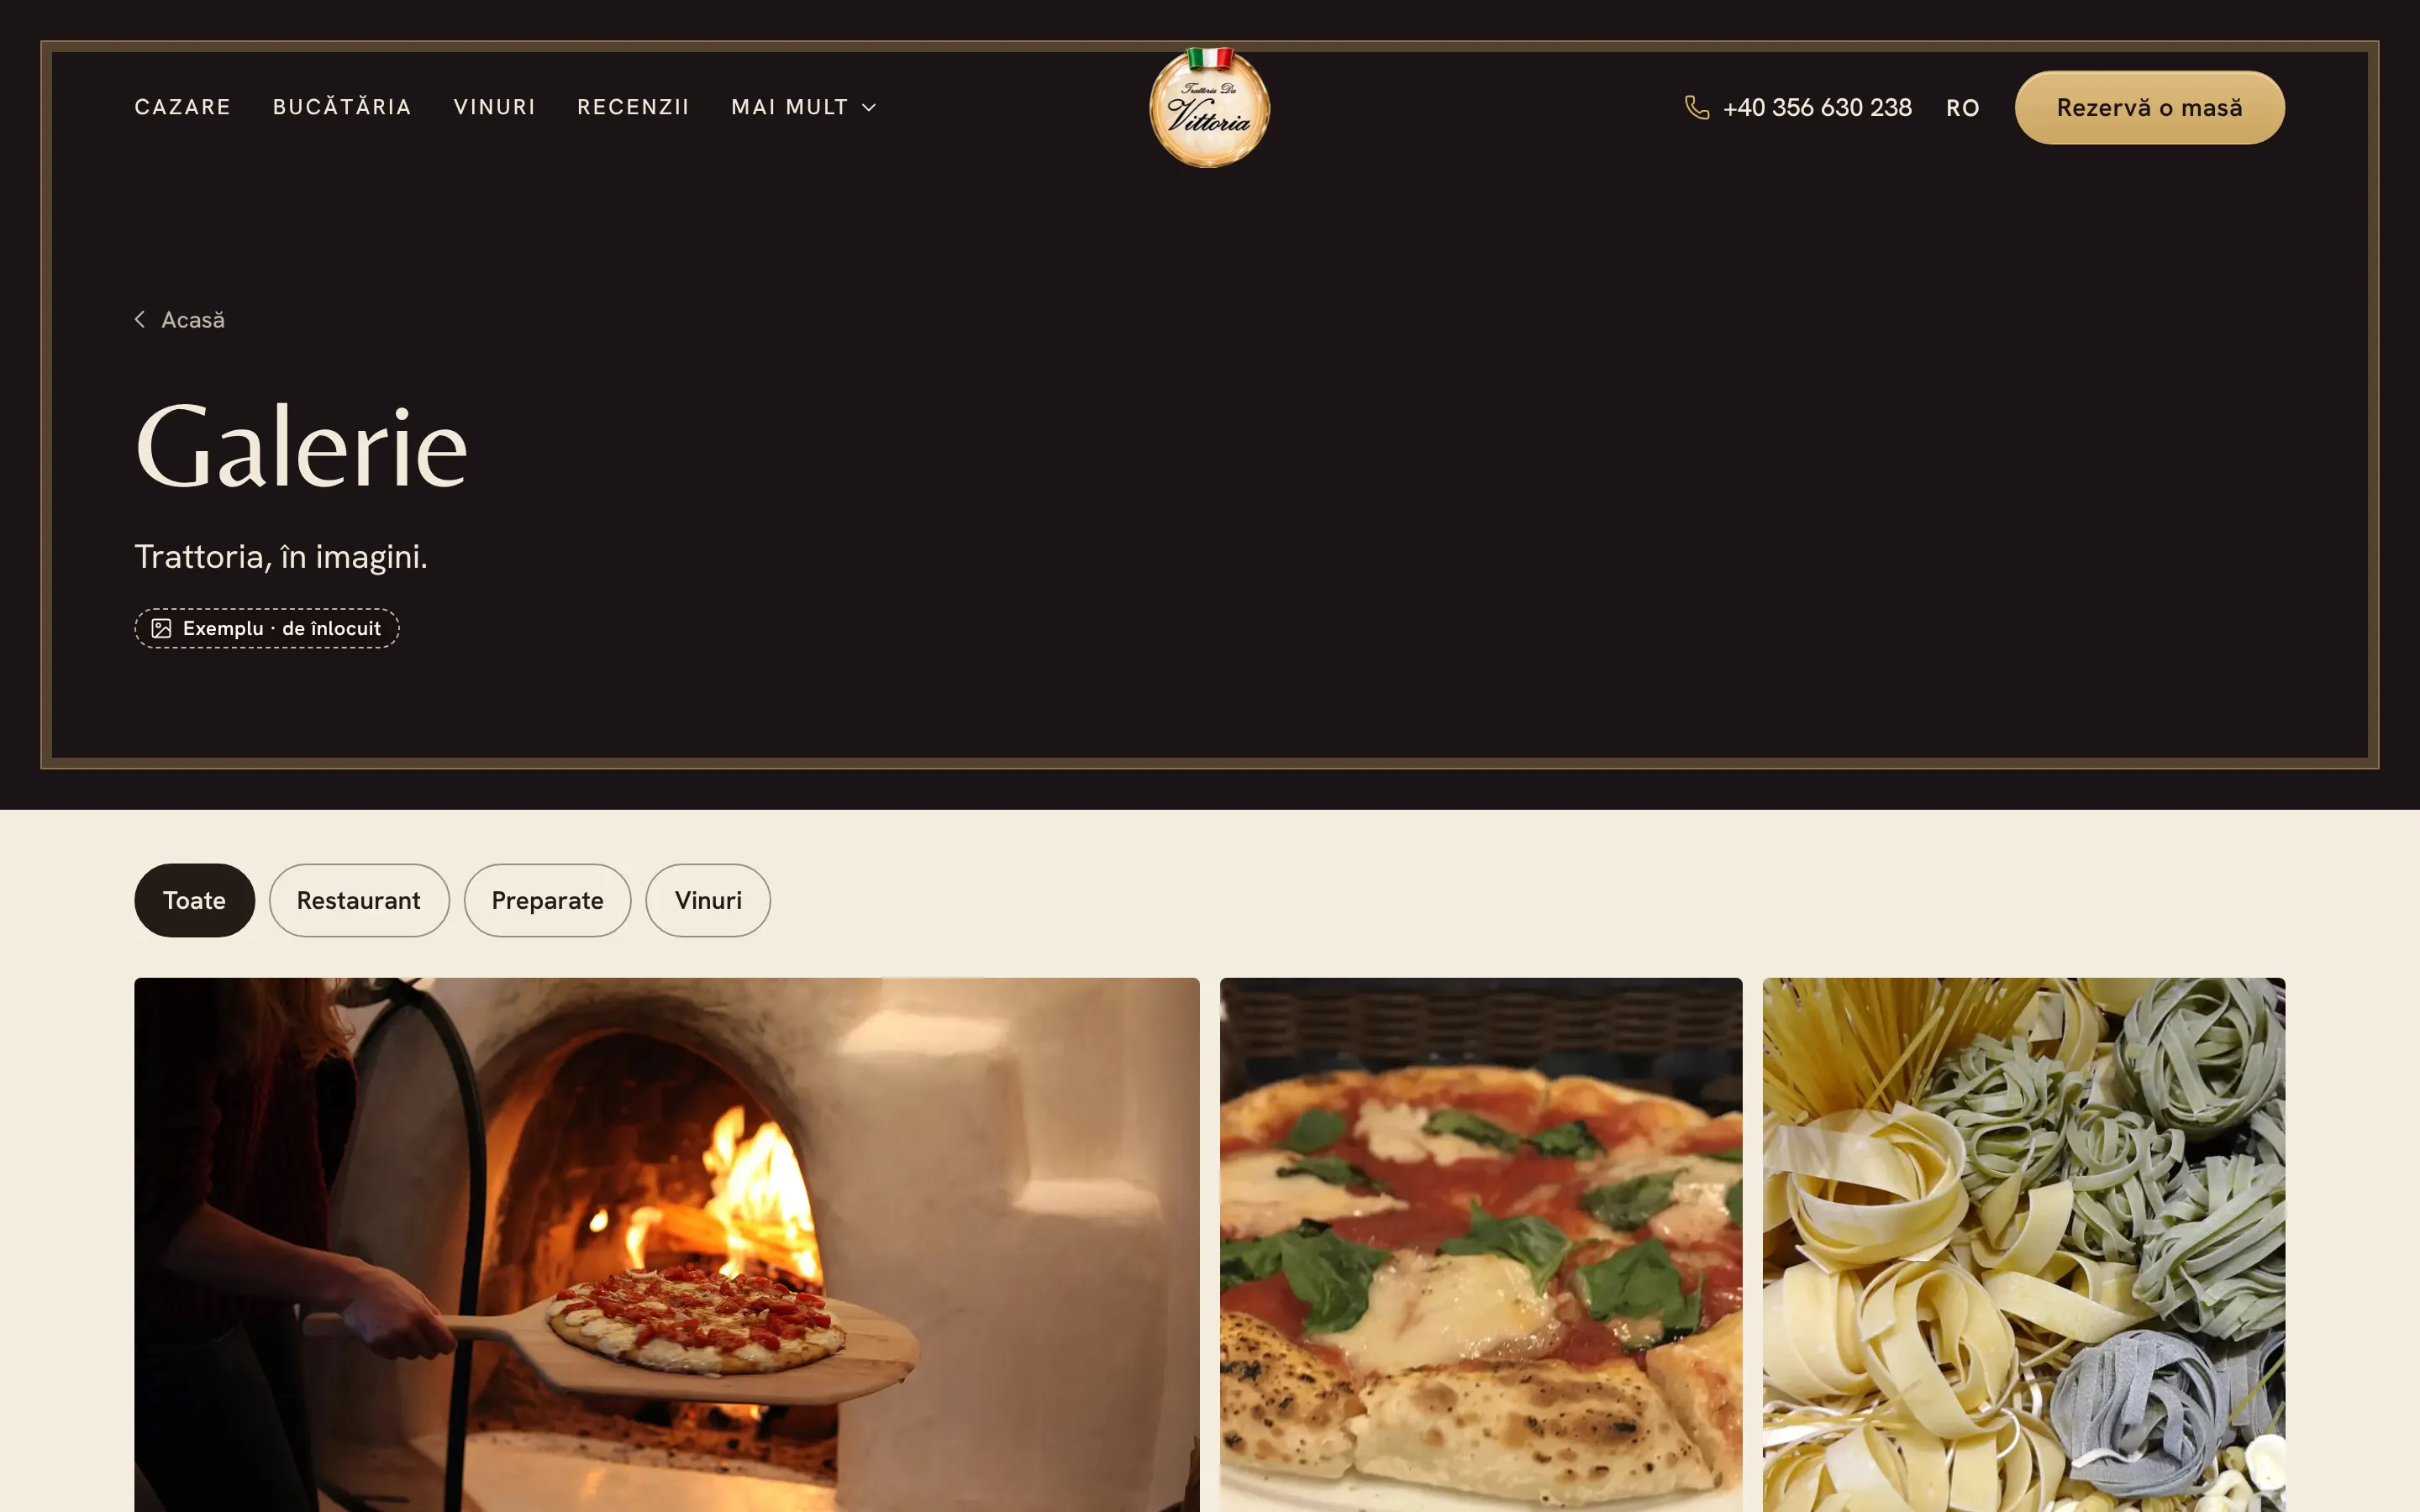 CAZARE BUCĂTĂRIA VINURI RECENZII MAI MULT
Trattoria Da
Vittoria
+40 356 630 238 RO Rezervă o masă
Acasă
Galerie
Trattoria, în imagini.
Exemplu · de înlocuit
Toate Restaurant Preparate Vinuri